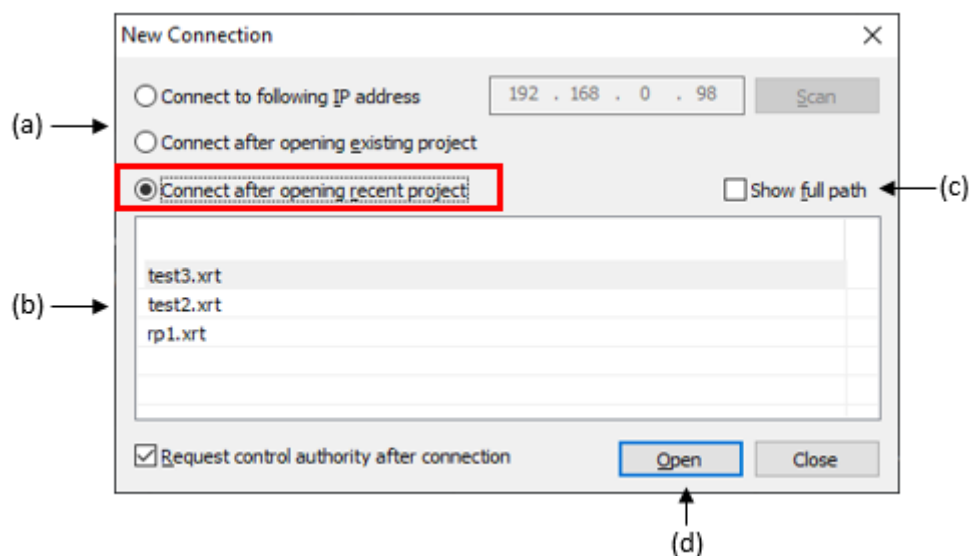 New Connection
Connect to following IP address 192 . 168 . 0 . 98 Scan
(a)
Connect after opening existing project
Connect after opening recent project Show full path (c)
test3.xrt
(b) test2.xrt
rp1.xrt
Request control authority after connection Open Close
(d)